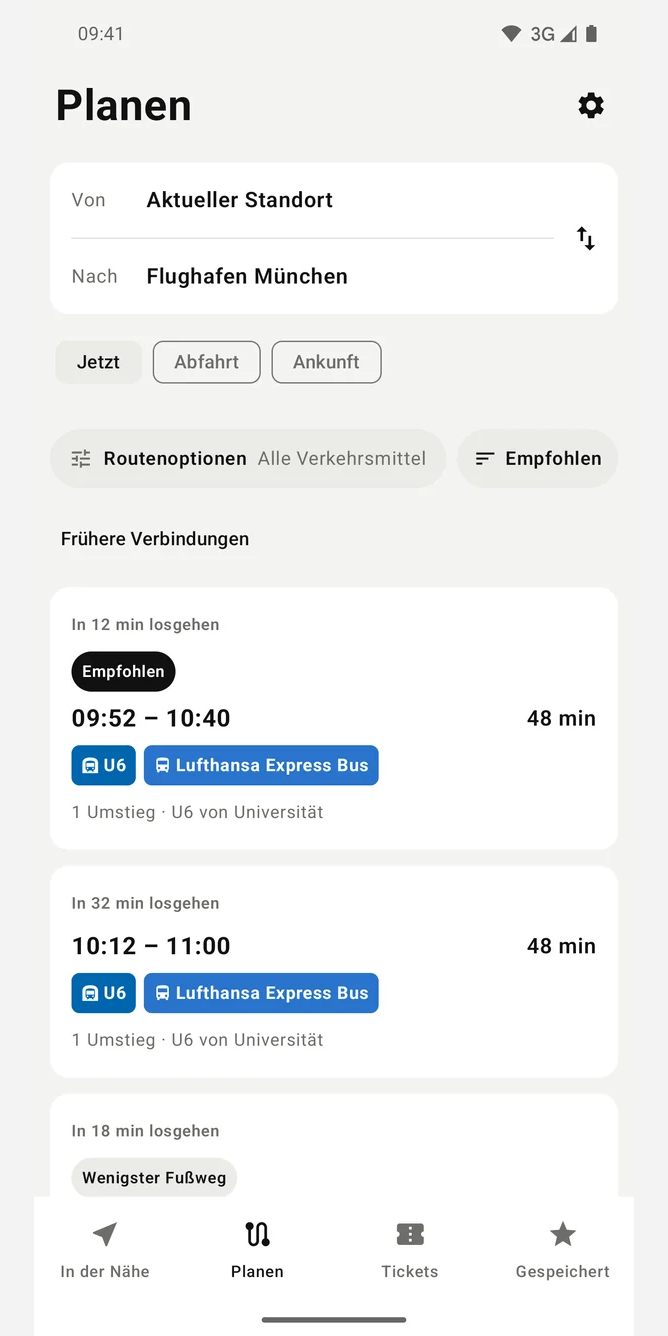 09:41 3G
Planen
Von Aktueller Standort
Nach Flughafen München
Jetzt Abfahrt Ankunft
Routenoptionen Alle Verkehrsmittel Empfohlen
Frühere Verbindungen
In 12 min losgehen
Empfohlen
09:52 – 10:40 48 min
U6 Lufthansa Express Bus
1 Umstieg · U6 von Universität
In 32 min losgehen
10:12 – 11:00 48 min
U6 Lufthansa Express Bus
1 Umstieg · U6 von Universität
In 18 min losgehen
Wenigster Fußweg
In der Nähe Planen Tickets Gespeichert